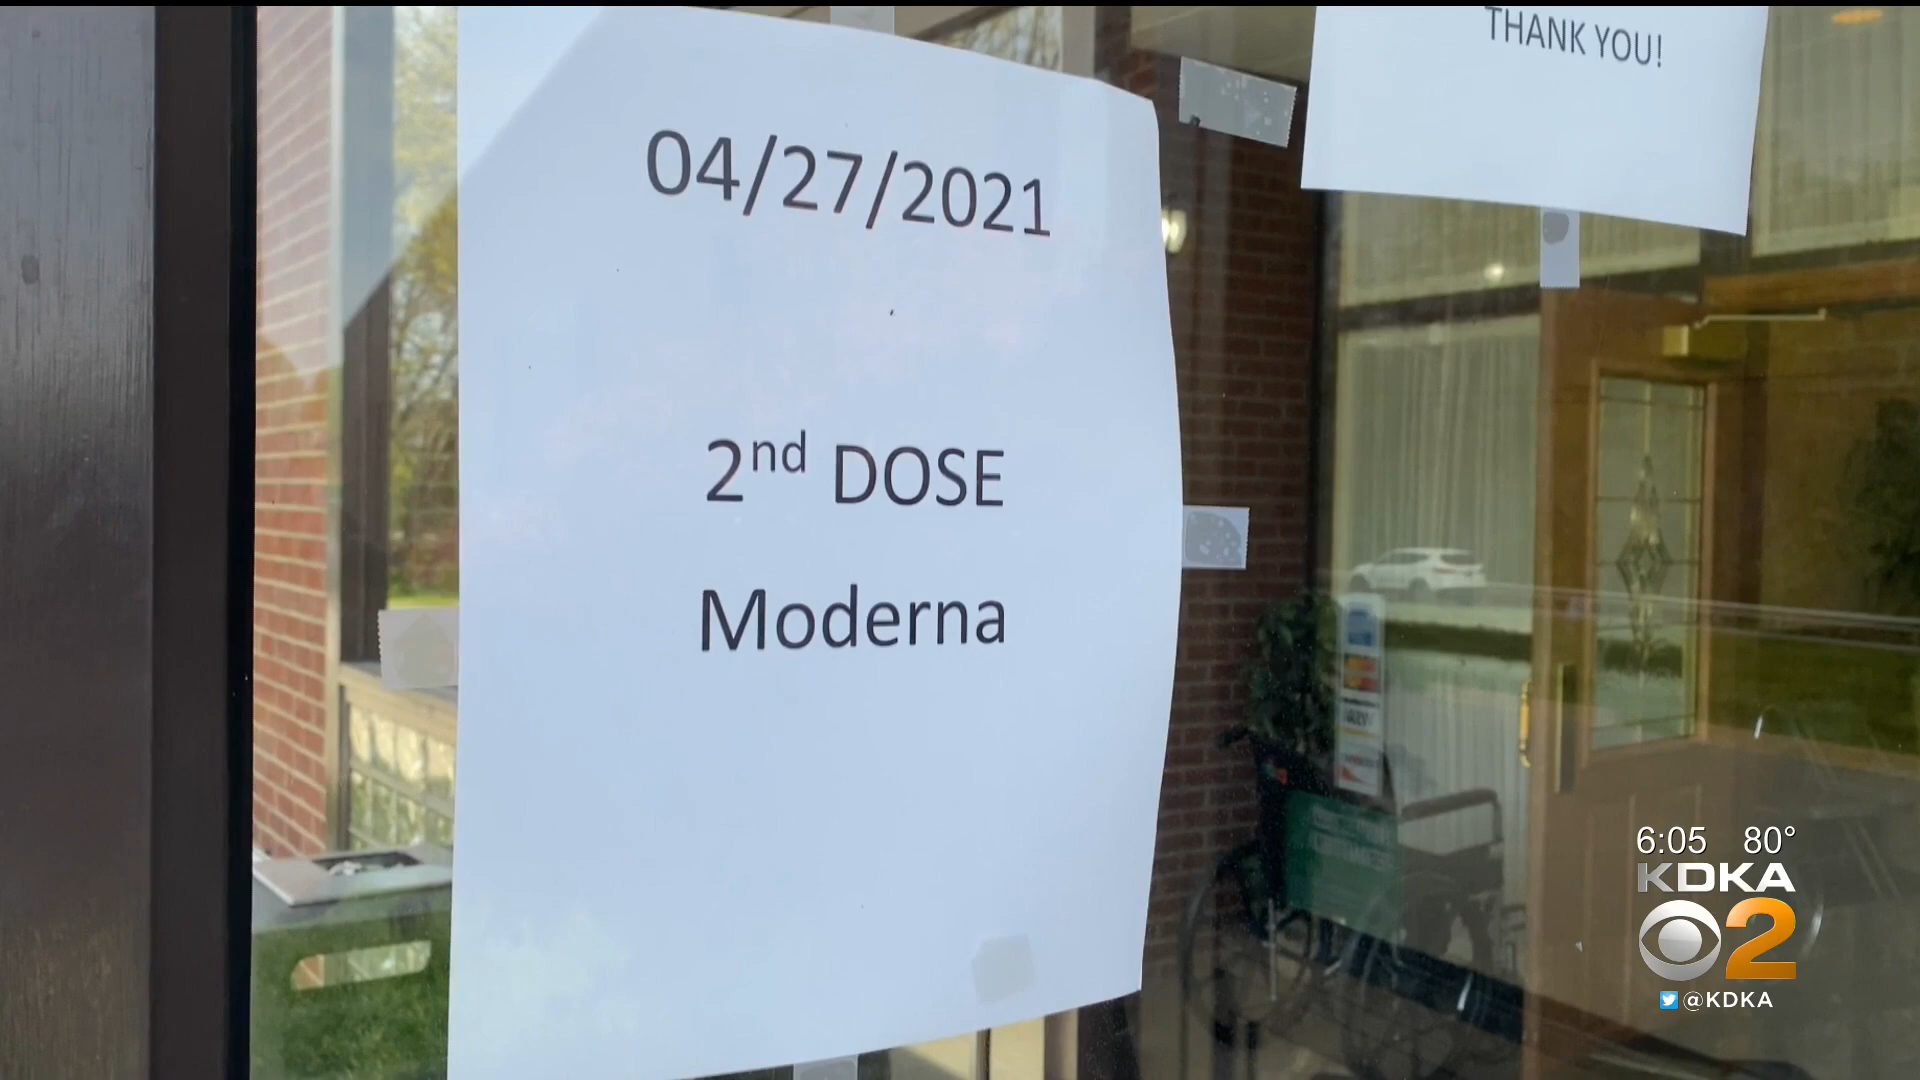 THANK YOU!
04/27/2021
2nd DOSE
Moderna
6:05 80°
KDKA
2
@KDKA